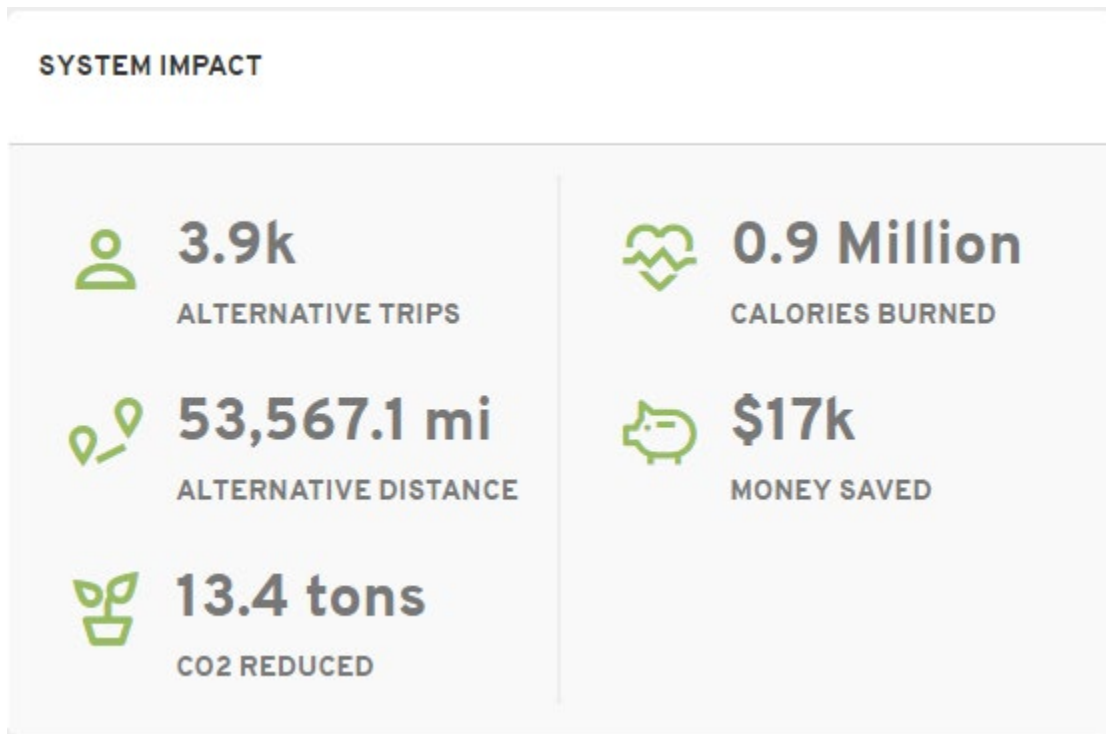 SYSTEM IMPACT
3.9k
ALTERNATIVE TRIPS
53,567.1 mi
ALTERNATIVE DISTANCE
13.4 tons
CO2 REDUCED
0.9 Million
CALORIES BURNED
$17k
MONEY SAVED